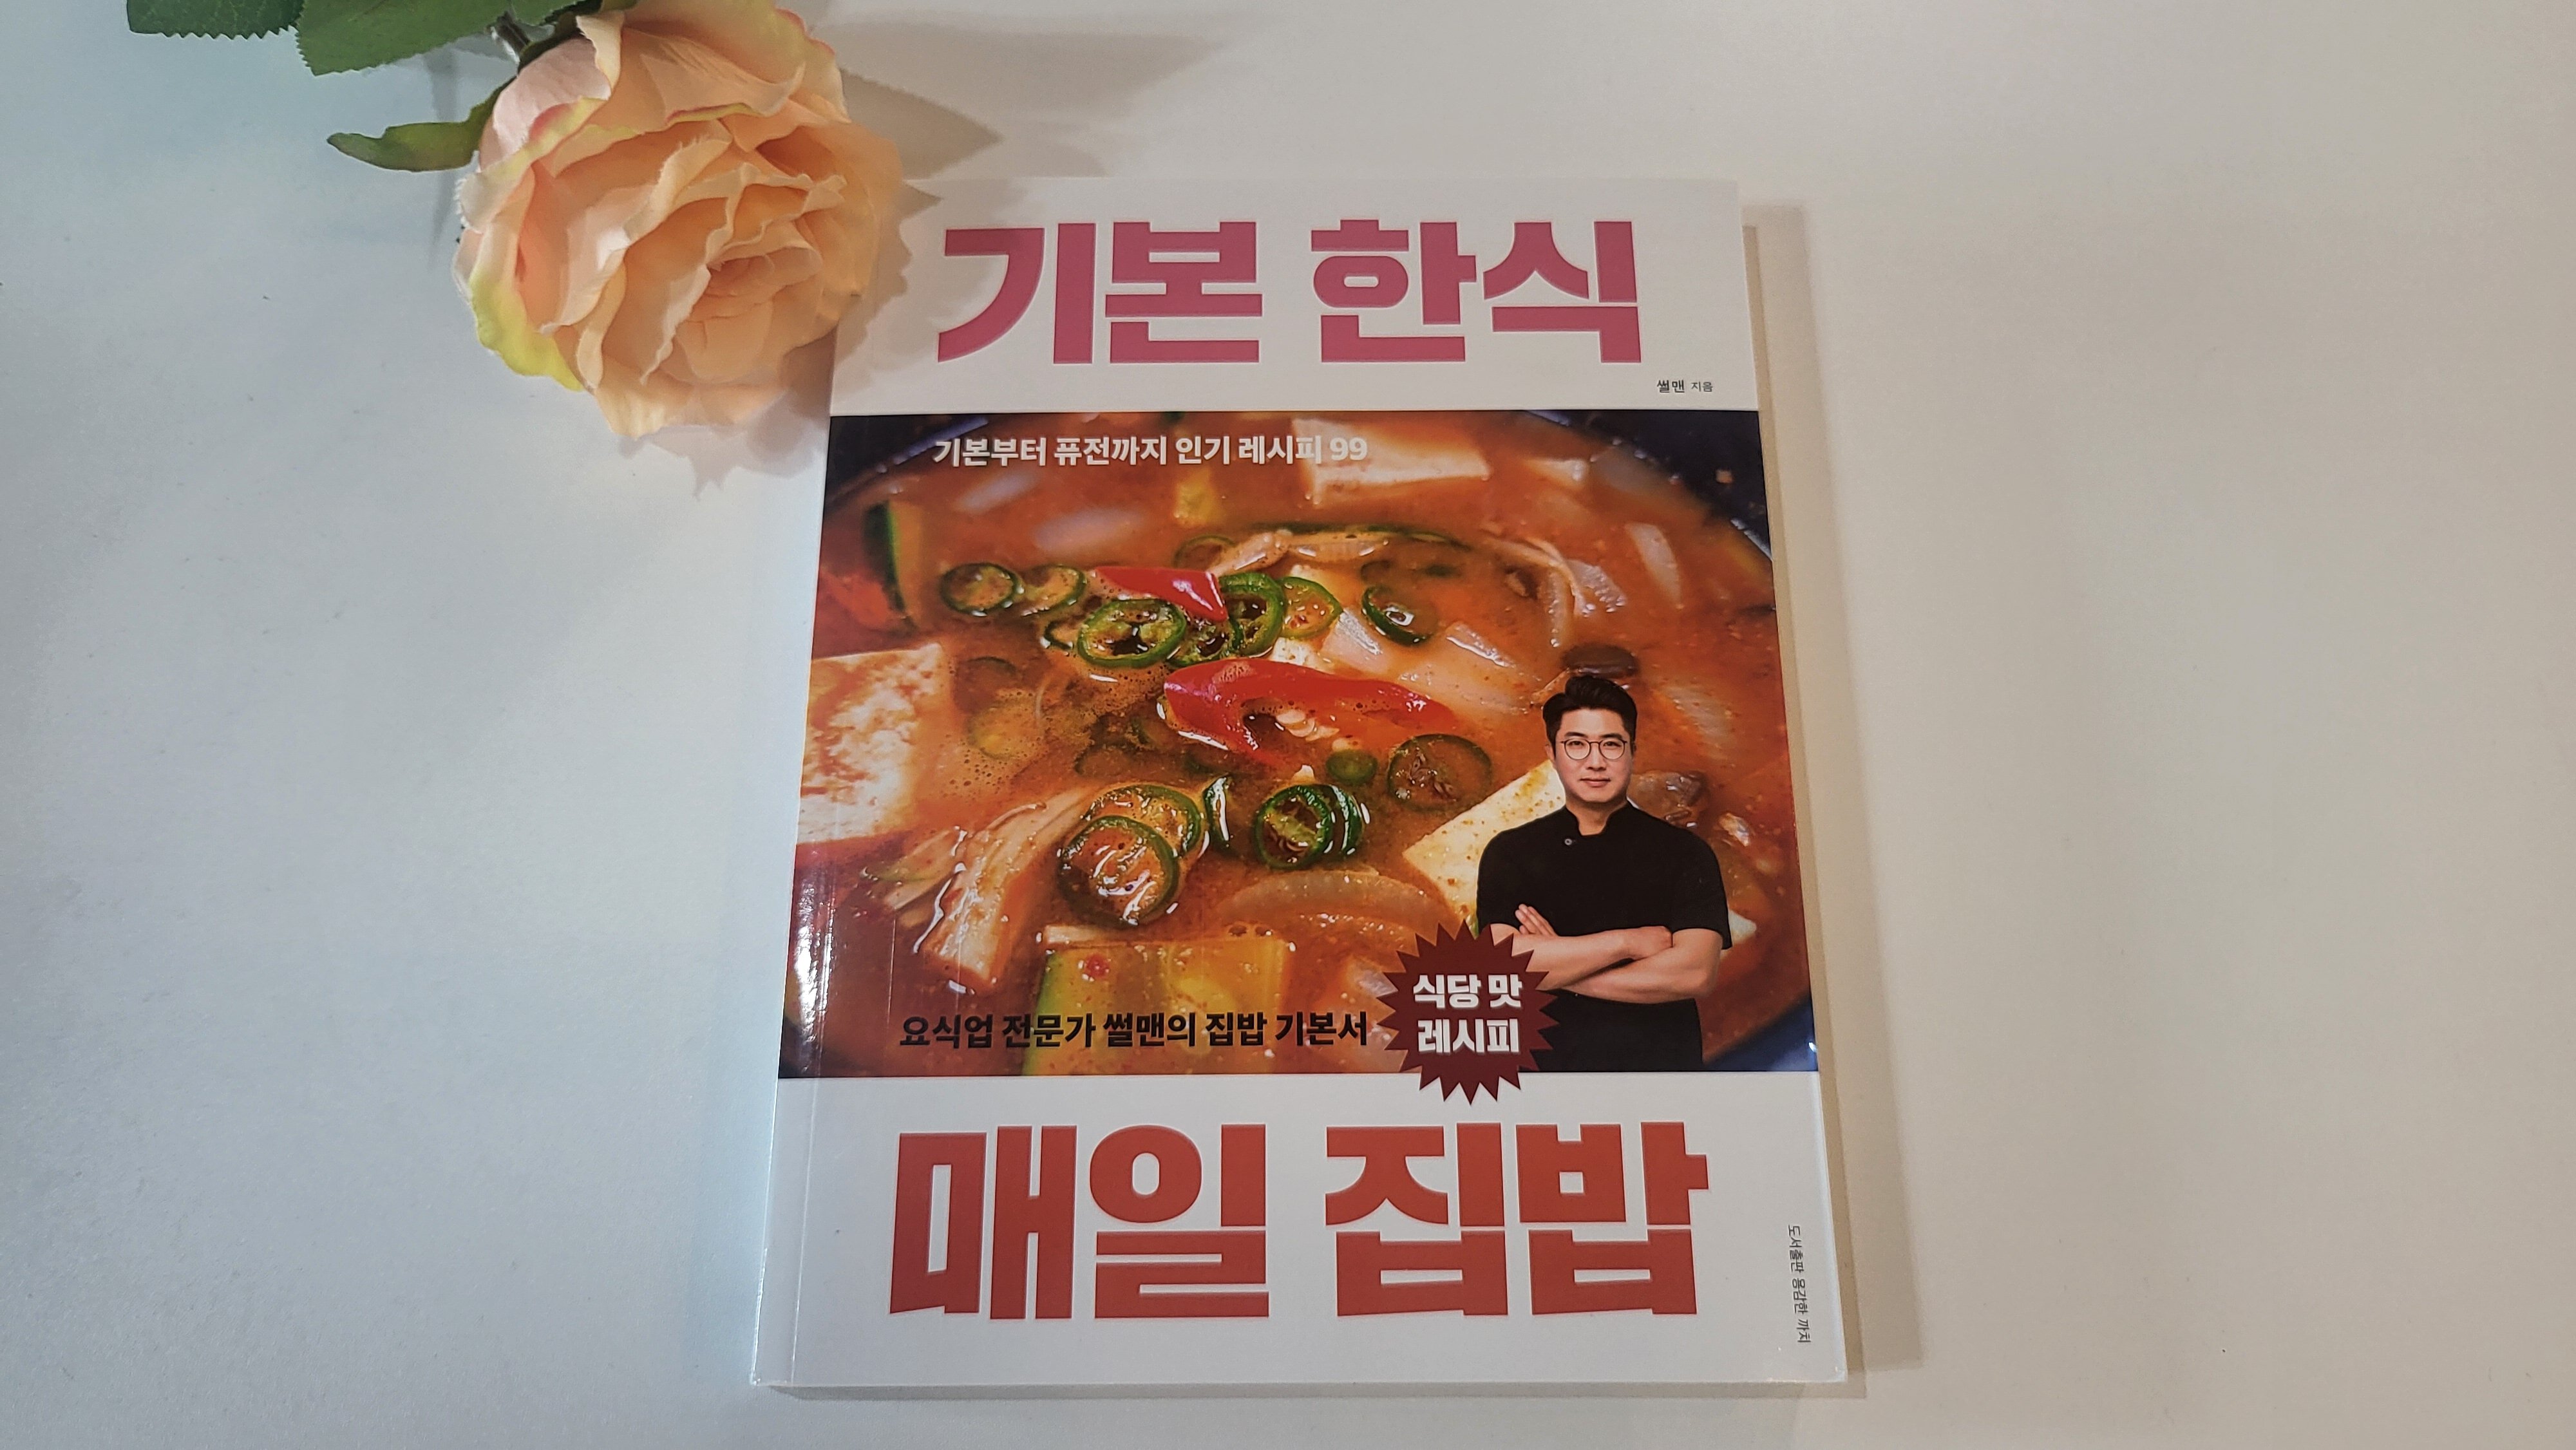 기본 한식
썰맨 지음
기본부터 퓨전까지 인기 레시피 99
요식업 전문가 썰맨의 집밥 기본서
식당 맛
레시피
매일 집밥
도서출판 용감한 까치